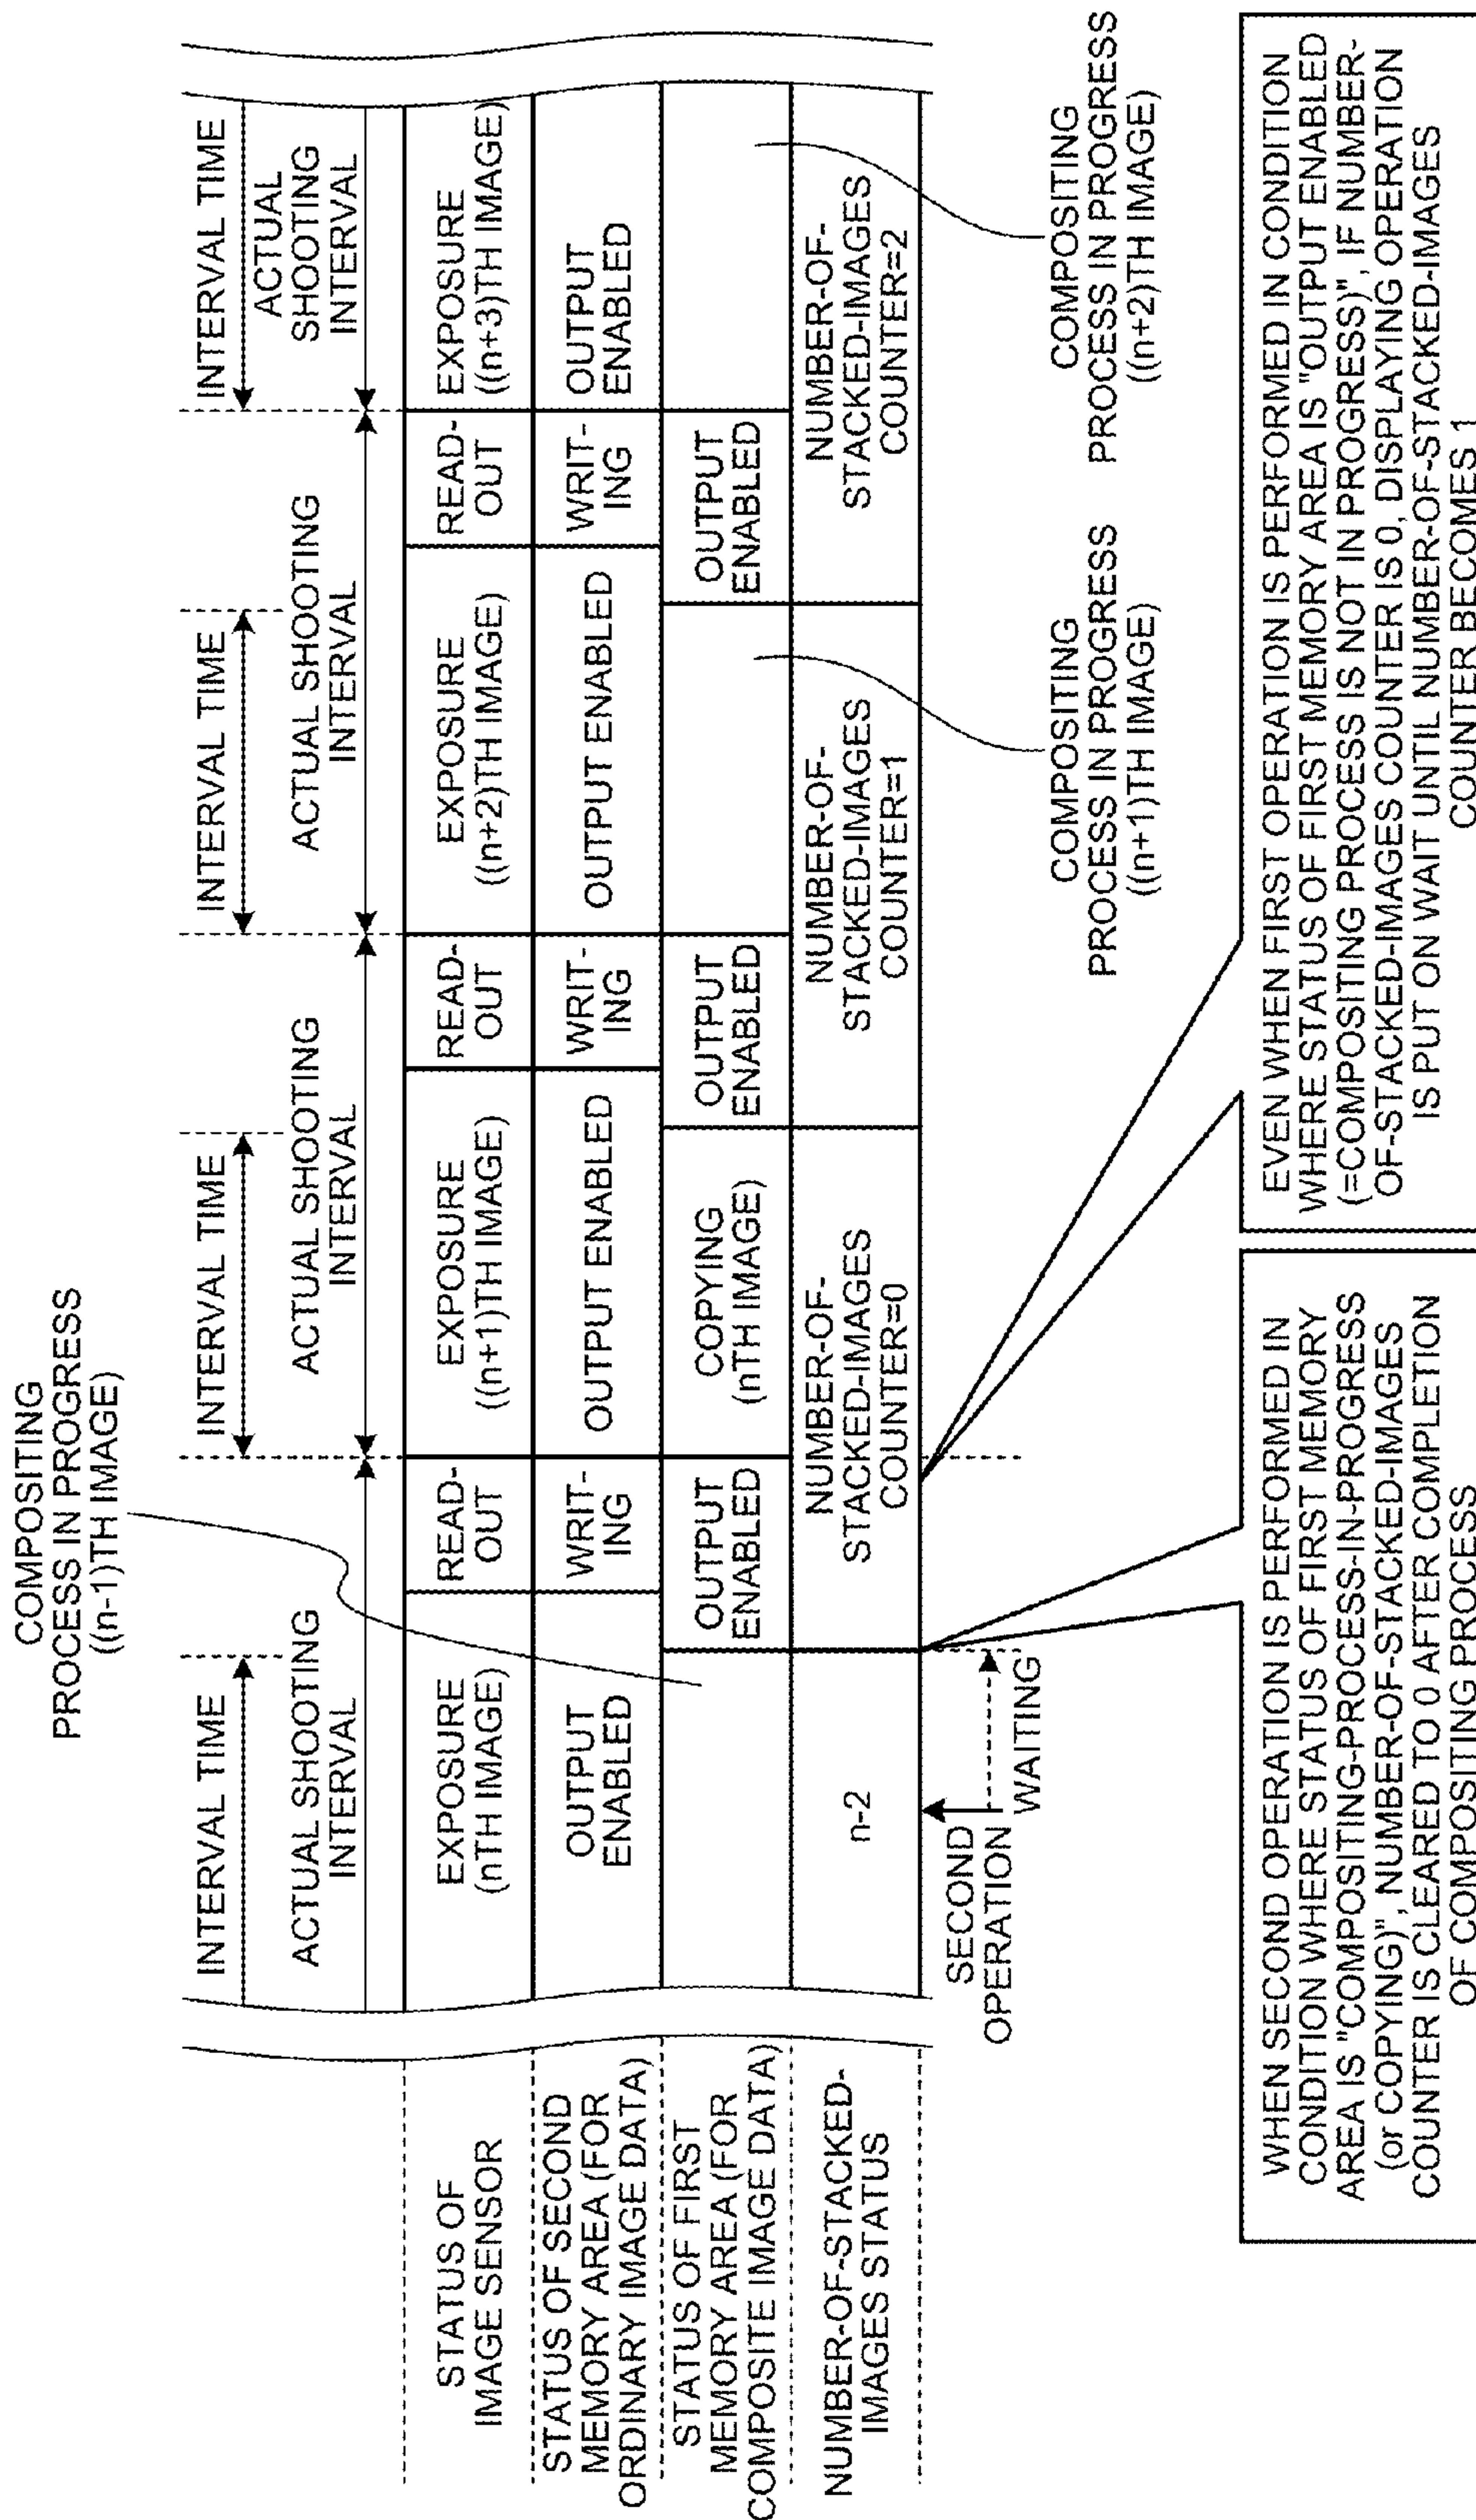 COMPOSITING
PROCESS IN PROGRESS
((n-1)TH IMAGE)
INTERVAL TIME
INTERVAL TIME
INTERVAL TIME
INTERVAL TIME
ACTUAL SHOOTING
INTERVAL
ACTUAL SHOOTING
INTERVAL
ACTUAL SHOOTING
INTERVAL
ACTUAL
SHOOTING
INTERVAL
STATUS OF
IMAGE SENSOR
EXPOSURE
(nTH IMAGE)
READ-
OUT
EXPOSURE
((n+1)TH IMAGE)
READ-
OUT
EXPOSURE
((n+2)TH IMAGE)
READ-
OUT
EXPOSURE
((n+3)TH IMAGE)
STATUS OF SECOND
MEMORY AREA (FOR
ORDINARY IMAGE DATA)
OUTPUT
ENABLED
WRIT-
ING
OUTPUT ENABLED
WRIT-
ING
OUTPUT ENABLED
WRIT-
ING
OUTPUT
ENABLED
STATUS OF FIRST
MEMORY AREA (FOR
COMPOSITE IMAGE DATA)
OUTPUT
ENABLED
COPYING
(nTH IMAGE)
OUTPUT
ENABLED
OUTPUT
ENABLED
NUMBER-OF-STACKED-
IMAGES STATUS
n-2
NUMBER-OF-
STACKED-IMAGES
COUNTER=0
NUMBER-OF-
STACKED-IMAGES
COUNTER=1
NUMBER-OF-
STACKED-IMAGES
COUNTER=2
SECOND
OPERATION
WAITING
COMPOSITING
PROCESS IN PROGRESS
((n+1)TH IMAGE)
COMPOSITING
PROCESS IN PROGRESS
((n+2)TH IMAGE)
WHEN SECOND OPERATION IS PERFORMED IN
CONDITION WHERE STATUS OF FIRST MEMORY
AREA IS "COMPOSITING-PROCESS-IN-PROGRESS
(or COPYING)", NUMBER-OF-STACKED-IMAGES
COUNTER IS CLEARED TO 0 AFTER COMPLETION
OF COMPOSITING PROCESS
EVEN WHEN FIRST OPERATION IS PERFORMED IN CONDITION
WHERE STATUS OF FIRST MEMORY AREA IS "OUTPUT ENABLED
(=COMPOSITING PROCESS IS NOT IN PROGRESS)", IF NUMBER-
OF-STACKED-IMAGES COUNTER IS 0, DISPLAYING OPERATION
IS PUT ON WAIT UNTIL NUMBER-OF-STACKED-IMAGES
COUNTER BECOMES 1